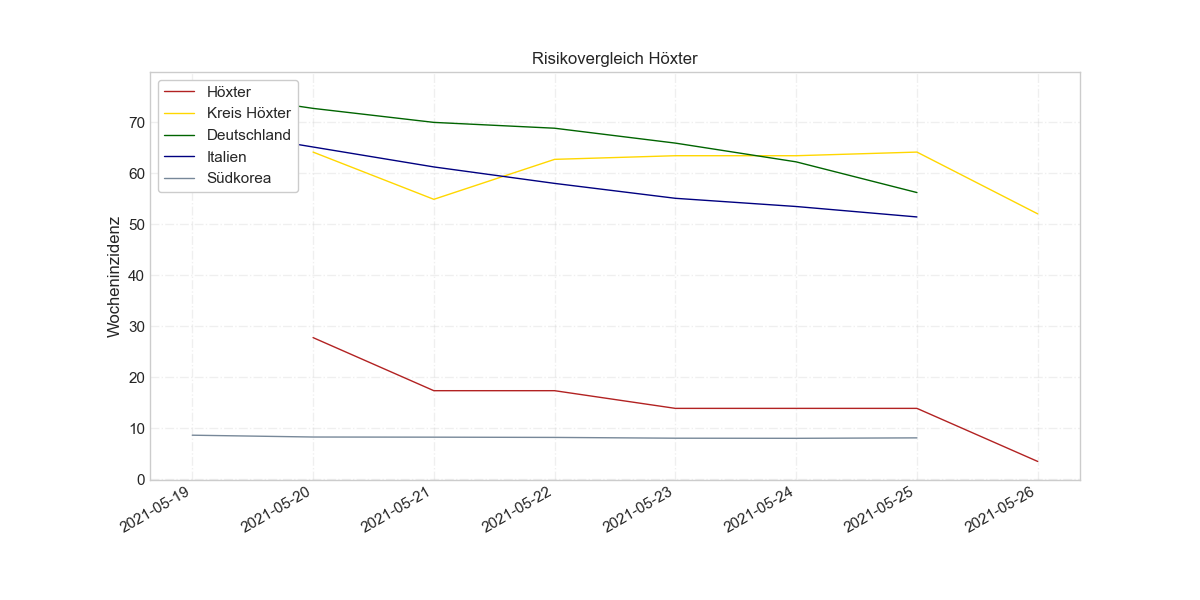 Risikovergleich Höxter
Höxter
Kreis Höxter
Deutschland
Italien
Südkorea
Wocheninzidenz
70
60
50
40
30
20
10
0
2021-05-19
2021-05-20
2021-05-21
2021-05-22
2021-05-23
2021-05-24
2021-05-25
2021-05-26